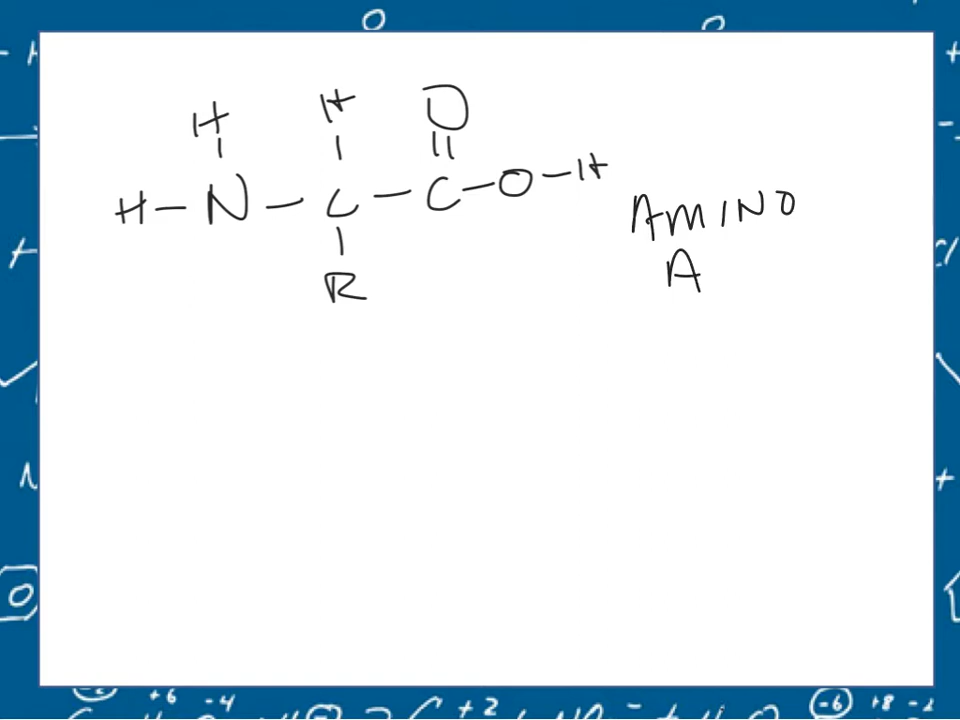 H H O
H - N - C - C - O - H
R
AMINO
A